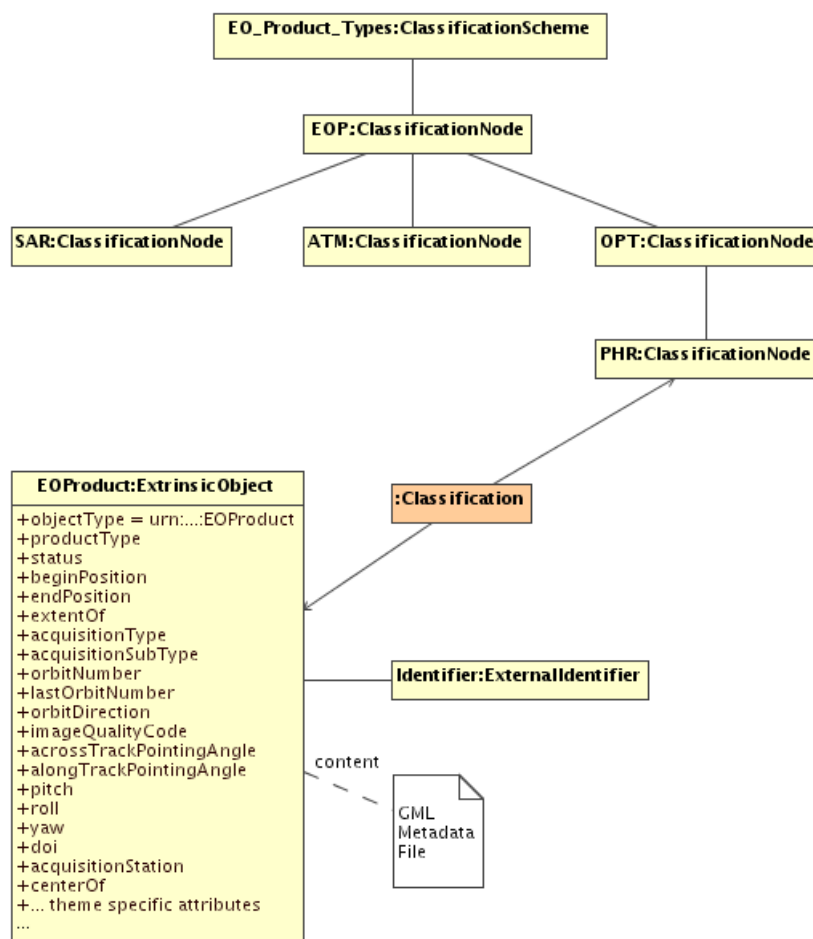 EO_Product_Types:ClassificationScheme
EOP:ClassificationNode
SAR:ClassificationNode
ATM:ClassificationNode
OPT:ClassificationNode
PHR:ClassificationNode
:Classification
EOProduct:ExtrinsicObject
+objectType = urn:...:EOProduct
+productType
+status
+beginPosition
+endPosition
+extentOf
+acquisitionType
+acquisitionSubType
+orbitNumber
+lastOrbitNumber
+orbitDirection
+imageQualityCode
+acrossTrackPointingAngle
+alongTrackPointingAngle
+pitch
+roll
+yaw
+doi
+acquisitionStation
+centerOf
+... theme specific attributes
...
Identifier:ExternalIdentifier
content
GML
Metadata
File